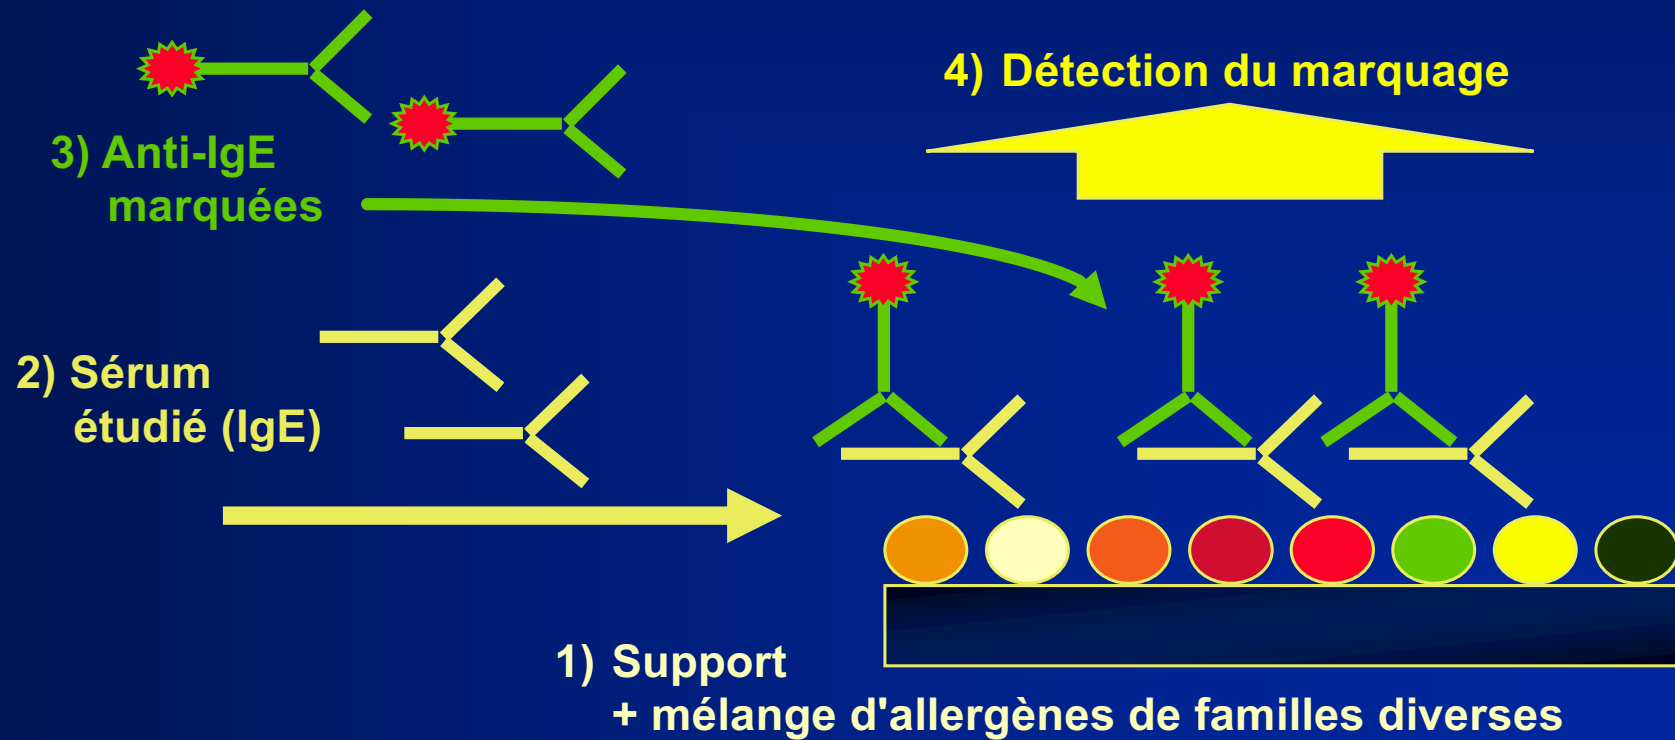 4) Détection du marquage
3) Anti-IgE
marquées
2) Sérum
étudié (IgE)
1) Support
+ mélange d'allergènes de familles diverses